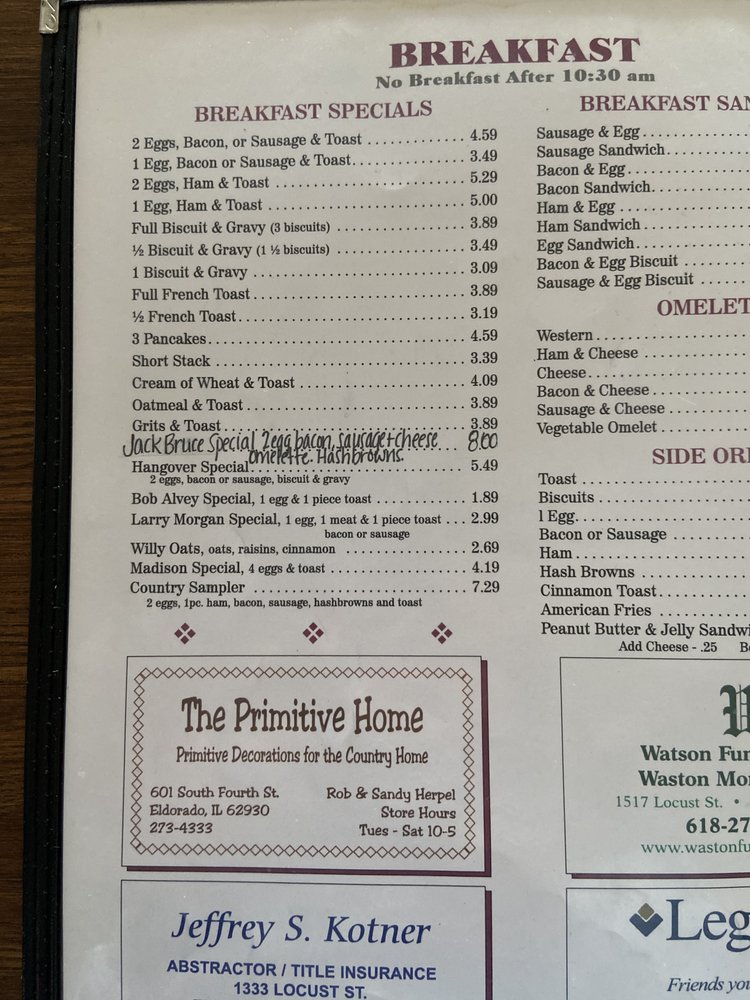 BREAKFAST
No Breakfast After 10:30 am
BREAKFAST SPECIALS
2 Eggs, Bacon, or Sausage & Toast ............ 4.59
1 Egg, Bacon or Sausage & Toast.............. 3.49
2 Eggs, Ham & Toast ........................ 5.29
1 Egg, Ham & Toast ......................... 5.00
Full Biscuit & Gravy (3 biscuits) ................ 3.89
½ Biscuit & Gravy (1 ½ biscuits) ................ 3.49
1 Biscuit & Gravy ........................... 3.09
Full French Toast............................ 3.89
½ French Toast.............................. 3.19
3 Pancakes.................................. 4.59
Short Stack ................................. 3.39
Cream of Wheat & Toast ..................... 4.09
Oatmeal & Toast ............................ 3.89
Grits & Toast ............................... 3.89
Jack Bruce Special 2 egg bacon, sausage + cheese 8.00
omelette. Hashbrowns.
Hangover Special............................ 5.49
2 eggs, bacon or sausage, biscuit & gravy
Bob Alvey Special, 1 egg & 1 piece toast ............ 1.89
Larry Morgan Special, 1 egg, 1 meat & 1 piece toast ... 2.99
bacon or sausage
Willy Oats, oats, raisins, cinnamon ............... 2.69
Madison Special, 4 eggs & toast .................. 4.19
Country Sampler ............................ 7.29
2 eggs, 1pc. ham, bacon, sausage, hashbrowns and toast
BREAKFAST SAN
Sausage & Egg
Sausage Sandwich
Bacon & Egg
Bacon Sandwich
Ham & Egg
Ham Sandwich
Egg Sandwich
Bacon & Egg Biscuit
Sausage & Egg Biscuit
OMELET
Western
Ham & Cheese
Cheese
Bacon & Cheese
Sausage & Cheese
Vegetable Omelet
SIDE OR
Toast
Biscuits
1 Egg
Bacon or Sausage
Ham
Hash Browns
Cinnamon Toast
American Fries
Peanut Butter & Jelly Sandwi
Add Cheese - .25
The Primitive Home
Primitive Decorations for the Country Home
601 South Fourth St.
Eldorado, IL 62930
273-4333
Rob & Sandy Herpel
Store Hours
Tues - Sat 10-5
Watson Fun
Waston Mo
1517 Locust St. •
618-27
www.wastonfu
Jeffrey S. Kotner
ABSTRACTOR / TITLE INSURANCE
1333 LOCUST ST.
Leg
Friends yo